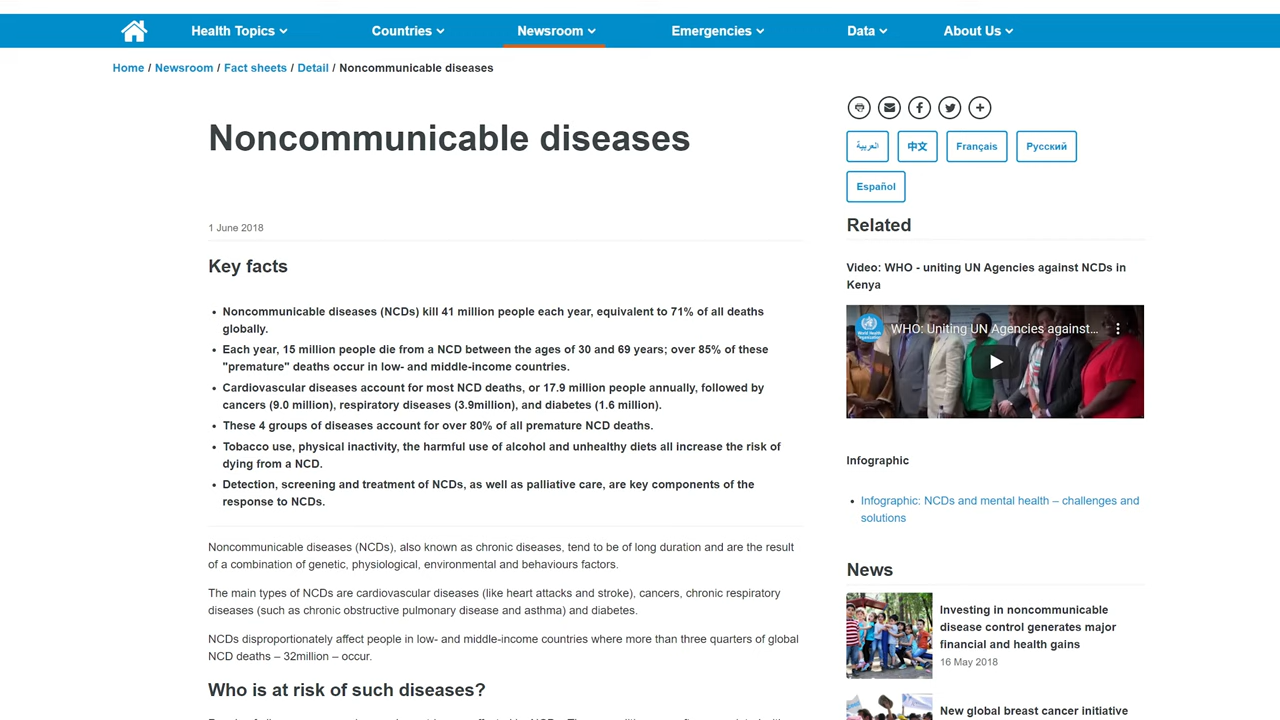 Health Topics
Countries
Newsroom
Emergencies
Data
About Us
Home / Newsroom / Fact sheets / Detail / Noncommunicable diseases
Noncommunicable diseases
1 June 2018
Key facts
• Noncommunicable diseases (NCDs) kill 41 million people each year, equivalent to 71% of all deaths
globally.
• Each year, 15 million people die from a NCD between the ages of 30 and 69 years; over 85% of these
"premature" deaths occur in low- and middle-income countries.
• Cardiovascular diseases account for most NCD deaths, or 17.9 million people annually, followed by
cancers (9.0 million), respiratory diseases (3.9million), and diabetes (1.6 million).
• These 4 groups of diseases account for over 80% of all premature NCD deaths.
• Tobacco use, physical inactivity, the harmful use of alcohol and unhealthy diets all increase the risk of
dying from a NCD.
• Detection, screening and treatment of NCDs, as well as palliative care, are key components of the
response to NCDs.
Noncommunicable diseases (NCDs), also known as chronic diseases, tend to be of long duration and are the result
of a combination of genetic, physiological, environmental and behaviours factors.
The main types of NCDs are cardiovascular diseases (like heart attacks and stroke), cancers, chronic respiratory
diseases (such as chronic obstructive pulmonary disease and asthma) and diabetes.
NCDs disproportionately affect people in low- and middle-income countries where more than three quarters of global
NCD deaths – 32million – occur.
Who is at risk of such diseases?
العربية
中文
Français
Русский
Español
Related
Video: WHO - uniting UN Agencies against NCDs in
Kenya
World Health
Organization
WHO: Uniting UN Agencies against...
Infographic
• Infographic: NCDs and mental health – challenges and
solutions
News
Investing in noncommunicable
disease control generates major
financial and health gains
16 May 2018
New global breast cancer initiative